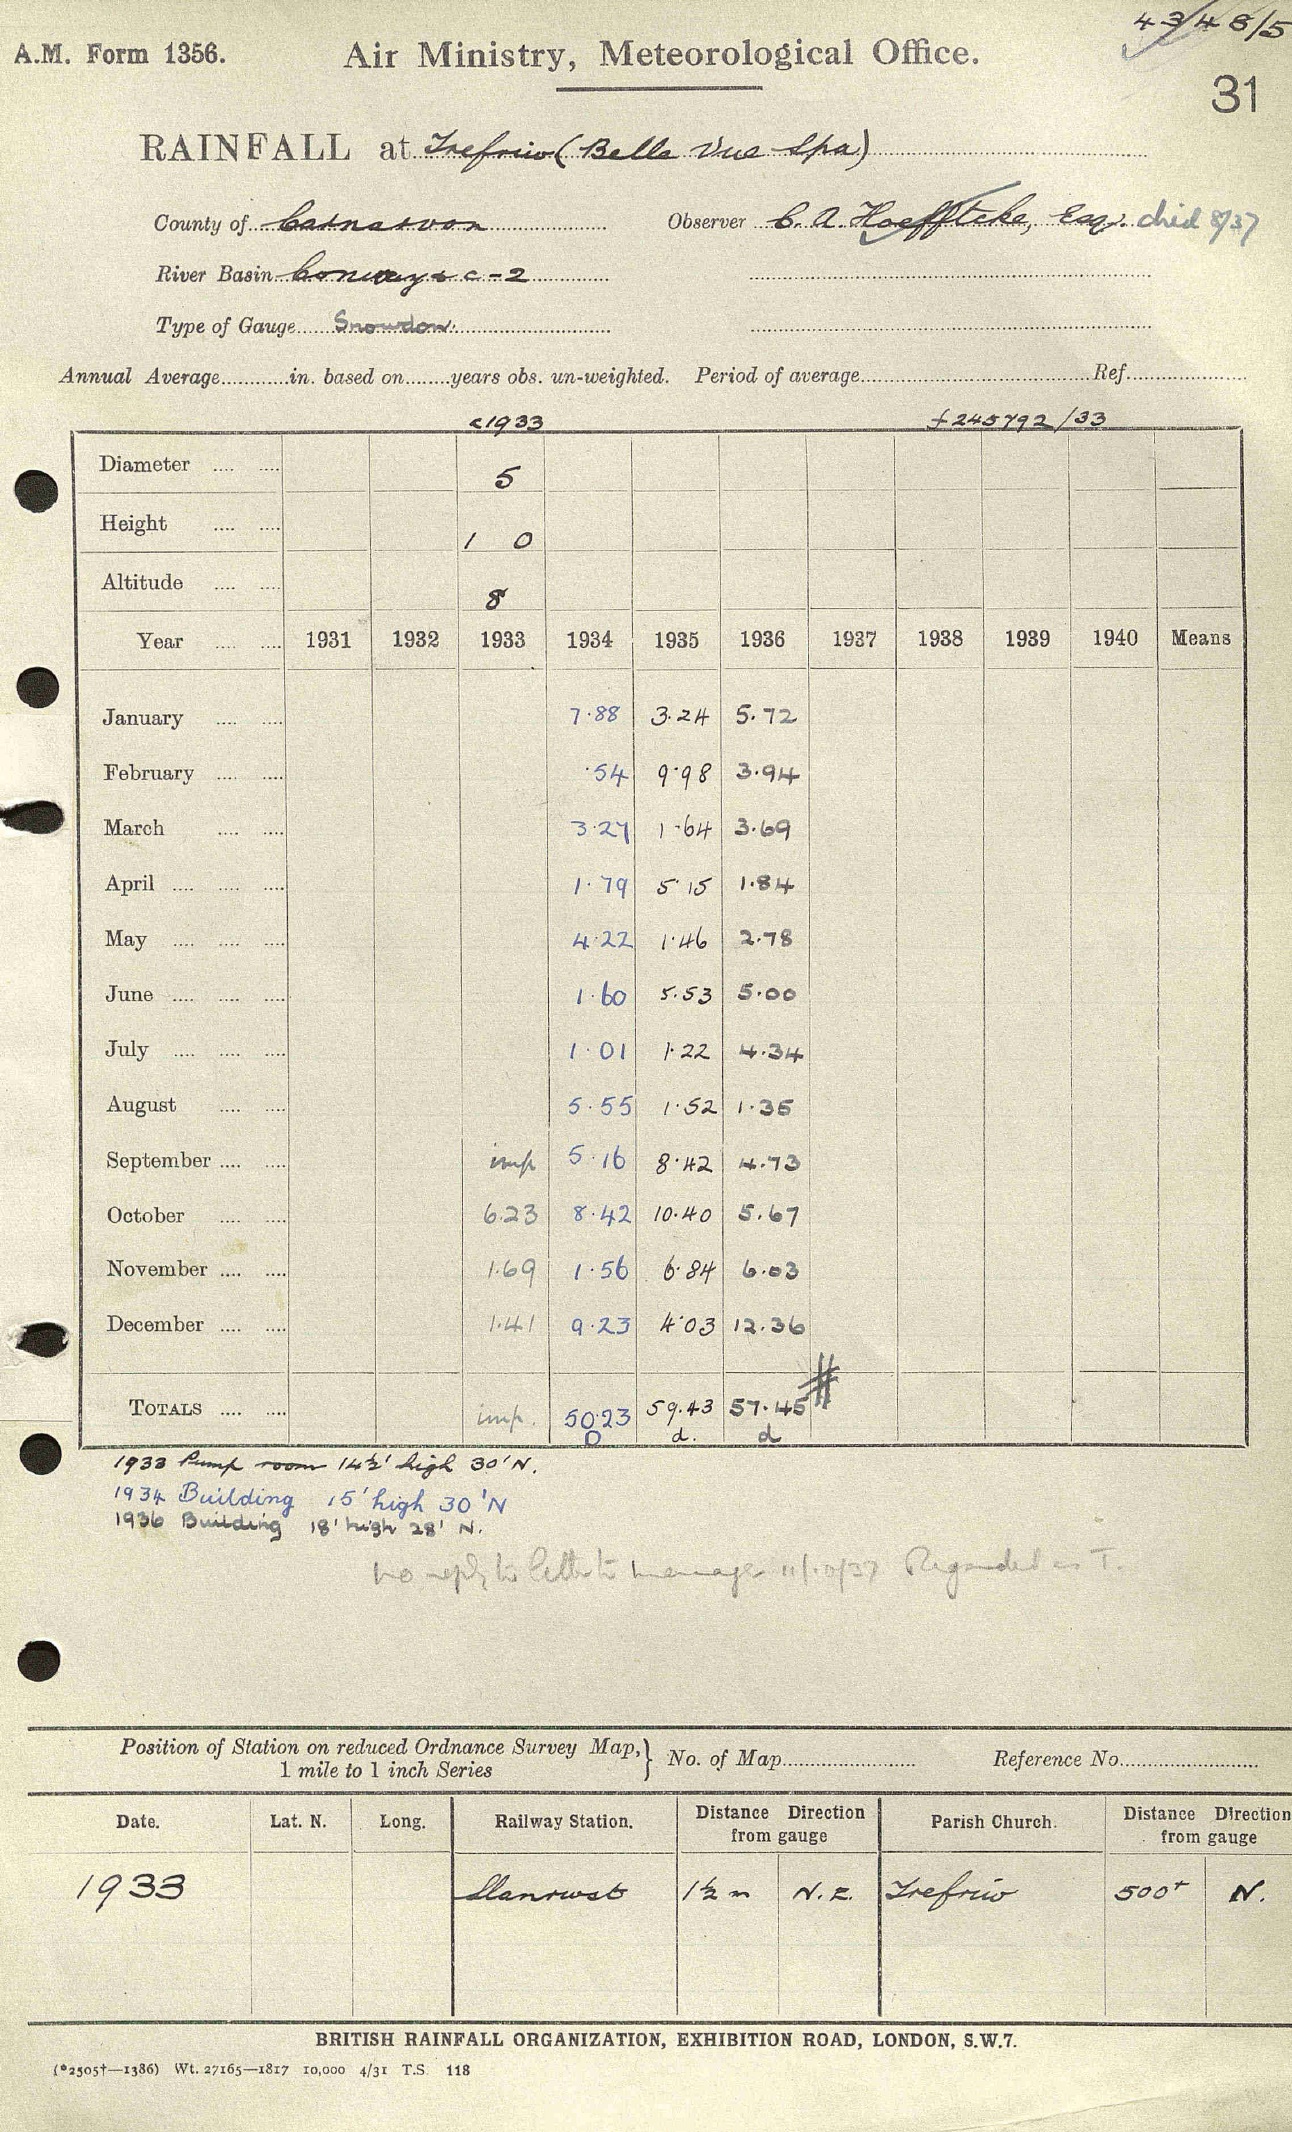 4348/5
A.M. Form 1356. Air Ministry, Meteorological Office.
31
RAINFALL at Trefriw (Belle Vue Spa)
County of Carnarvon Observer C. A. Hoefftcke, Esq. died 8/37
River Basin Conway & c-2
Type of Gauge Snowdon.
Annual Average in. based on years obs. un-weighted. Period of average Ref.
<1933 £245792/33
Diameter 5
Height 1 0
Altitude 8
Year 1931 1932 1933 1934 1935 1936 1937 1938 1939 1940 Means
January 7.88 3.24 5.72
February .54 9.98 3.94
March 3.27 1.64 3.69
April 1.79 5.15 1.84
May 4.22 1.46 2.78
June 1.60 5.53 5.00
July 1.01 1.22 4.34
August 5.55 1.52 1.35
September imp 5.16 8.42 4.73
October 6.23 8.42 10.40 5.67
November 1.69 1.56 6.84 6.03
December 1.41 9.23 4.03 12.36
TOTALS imp. 50.23 59.43 57.45 #
D d. d
1933 Pump room 14½' high 30'N.
1934 Building 15' high 30'N
1936 Building 18' high 28' N.
No reply to letter to manager 11/10/37 Regarded as T.
Position of Station on reduced Ordnance Survey Map, } No. of Map Reference No.
1 mile to 1 inch Series
Date. Lat. N. Long. Railway Station. Distance Direction from gauge Parish Church. Distance Direction from gauge
1933 Llanrwst 1½ m N.E. Trefriw 500+ N.
BRITISH RAINFALL ORGANIZATION, EXHIBITION ROAD, LONDON, S.W.7.
(*2505†—1386) Wt. 27165—1817 10,000 4/31 T.S. 118